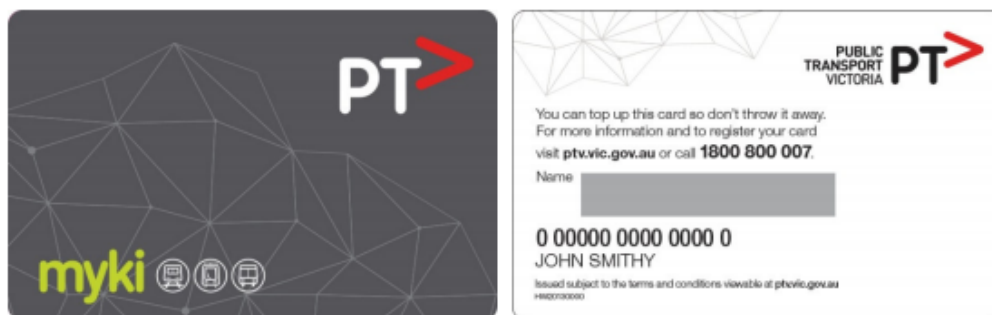 PT>
myki
PUBLIC
TRANSPORT
VICTORIA
PT>
You can top up this card so don't throw it away.
For more information and to register your card
visit ptv.vic.gov.au or call 1800 800 007.
Name
0 00000 0000 0000 0
JOHN SMITHY
Issued subject to the terms and conditions viewable at ptv.vic.gov.au